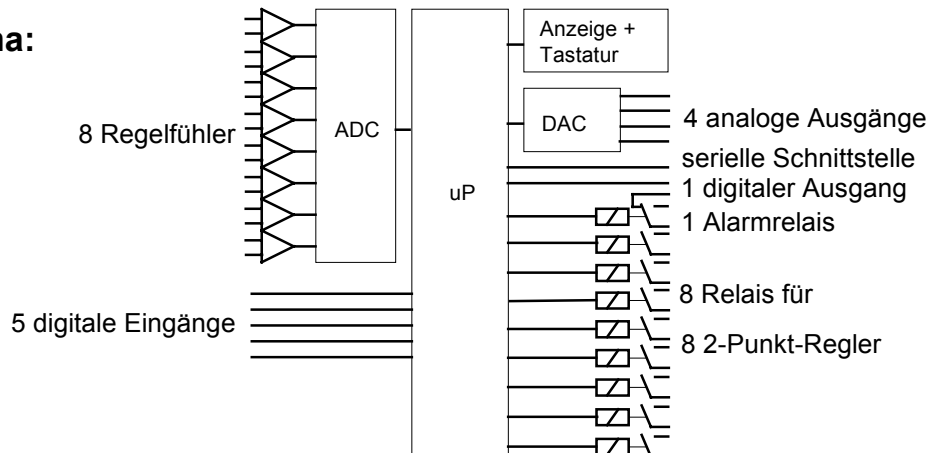 na:
8 Regelfühler
5 digitale Eingänge
ADC
uP
Anzeige +
Tastatur
DAC
4 analoge Ausgänge
serielle Schnittstelle
1 digitaler Ausgang
1 Alarmrelais
8 Relais für
8 2-Punkt-Regler